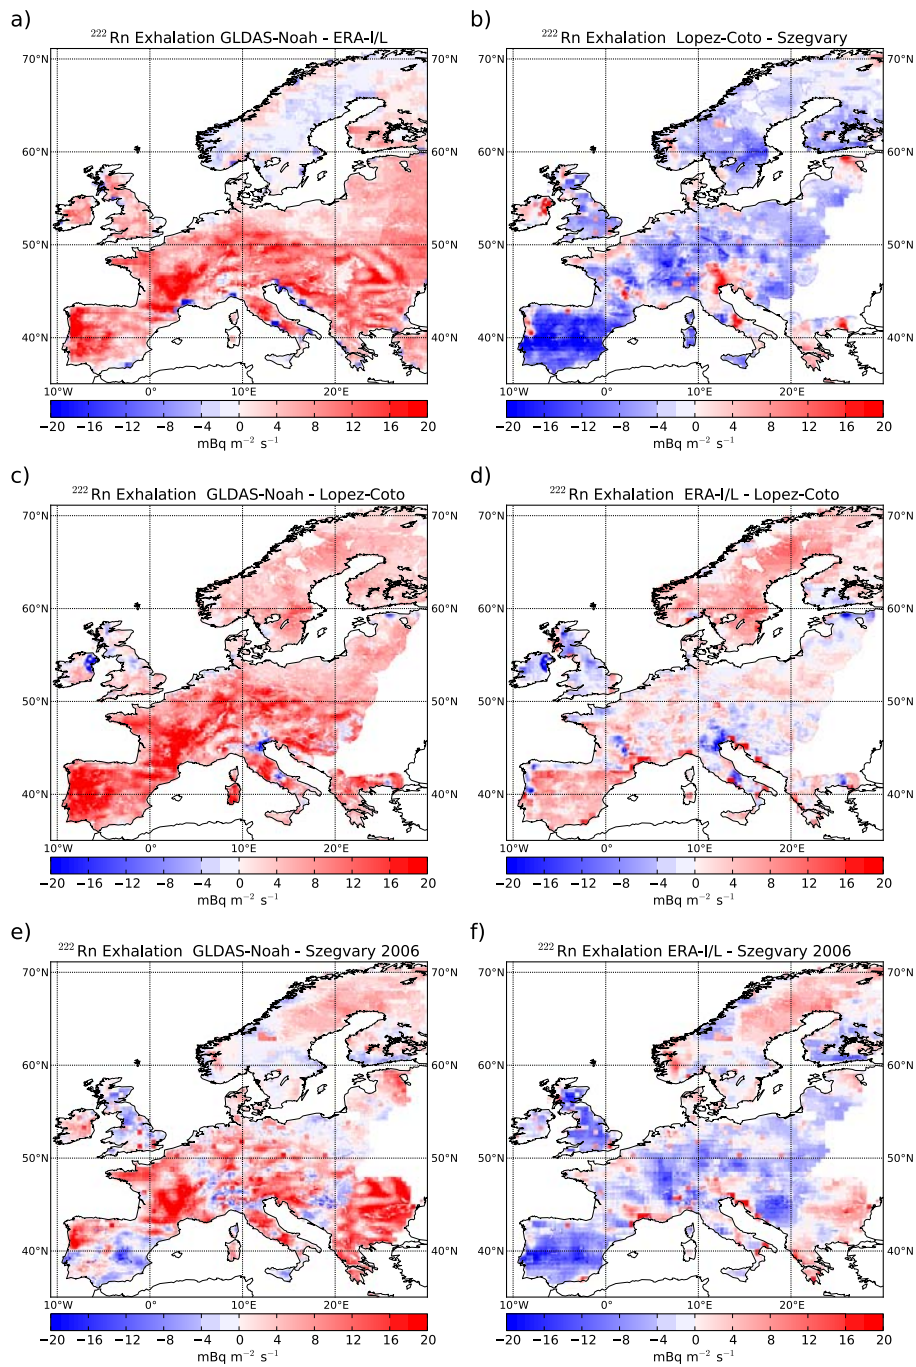 a)
²²²Rn Exhalation GLDAS-Noah - ERA-I/L
70°N
60°N
50°N
40°N
10°W 0° 10°E 20°E
−20 −16 −12 −8 −4 0 4 8 12 16 20
mBq m⁻² s⁻¹
b)
²²²Rn Exhalation Lopez-Coto - Szegvary
70°N
60°N
50°N
40°N
10°W 0° 10°E 20°E
−20 −16 −12 −8 −4 0 4 8 12 16 20
mBq m⁻² s⁻¹
c)
²²²Rn Exhalation GLDAS-Noah - Lopez-Coto
70°N
60°N
50°N
40°N
10°W 0° 10°E 20°E
−20 −16 −12 −8 −4 0 4 8 12 16 20
mBq m⁻² s⁻¹
d)
²²²Rn Exhalation ERA-I/L - Lopez-Coto
70°N
60°N
50°N
40°N
10°W 0° 10°E 20°E
−20 −16 −12 −8 −4 0 4 8 12 16 20
mBq m⁻² s⁻¹
e)
²²²Rn Exhalation GLDAS-Noah - Szegvary 2006
70°N
60°N
50°N
40°N
10°W 0° 10°E 20°E
−20 −16 −12 −8 −4 0 4 8 12 16 20
mBq m⁻² s⁻¹
f)
²²²Rn Exhalation ERA-I/L - Szegvary 2006
70°N
60°N
50°N
40°N
10°W 0° 10°E 20°E
−20 −16 −12 −8 −4 0 4 8 12 16 20
mBq m⁻² s⁻¹